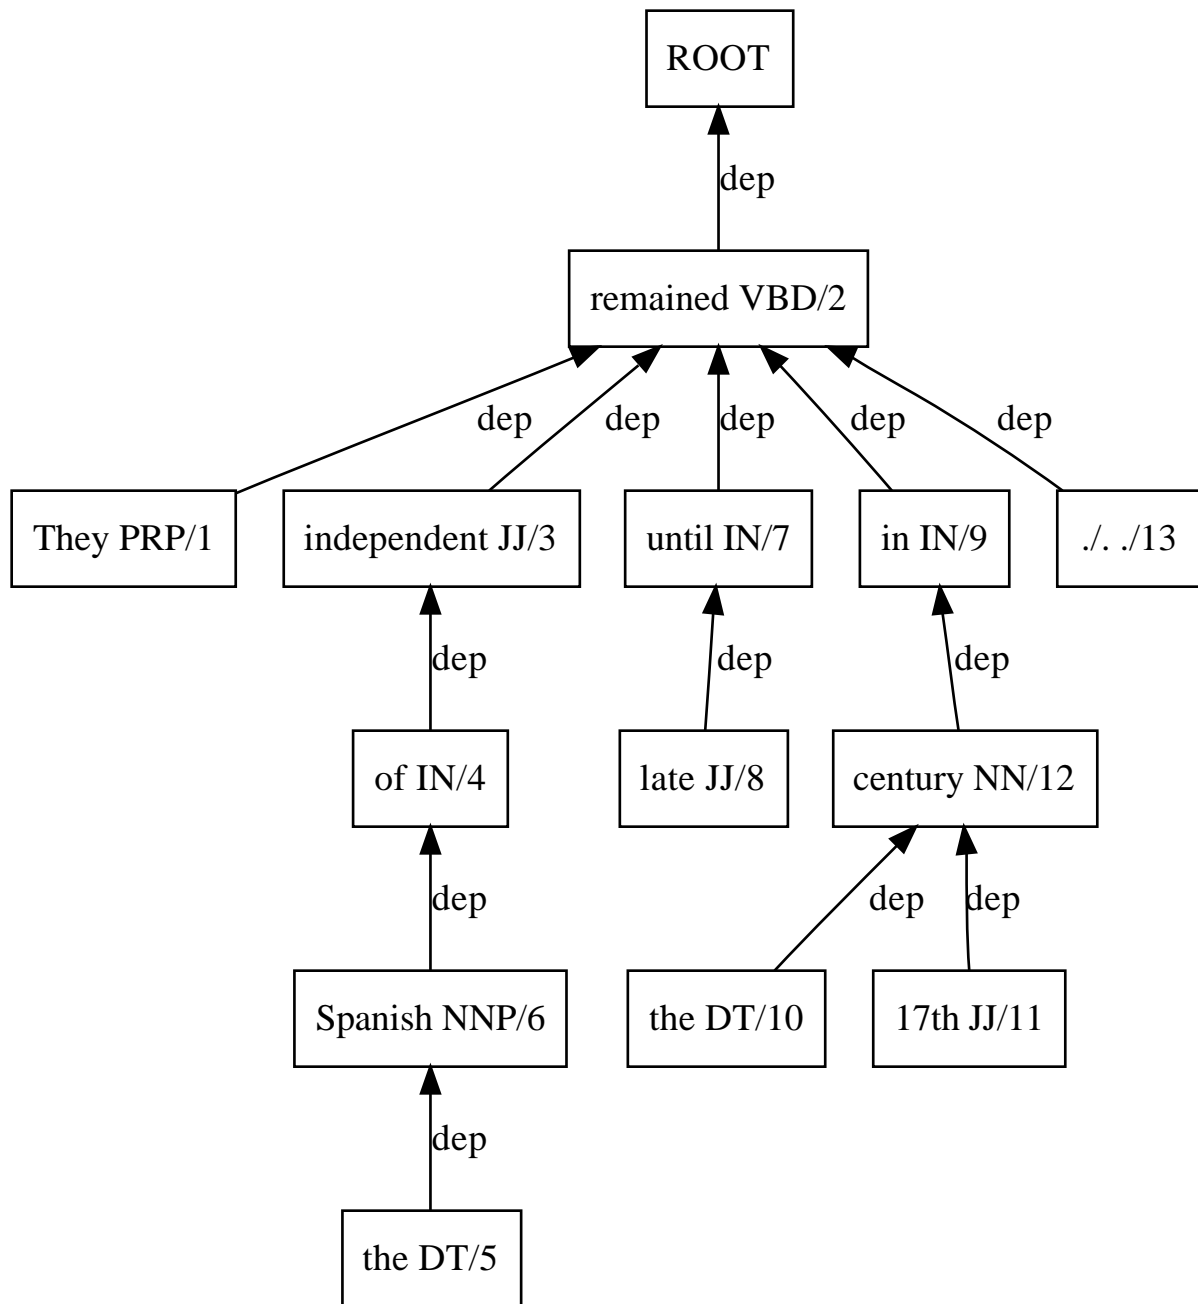 ROOT
dep
remained VBD/2
dep dep dep dep dep
They PRP/1 independent JJ/3 until IN/7 in IN/9 ./. ./13
dep dep dep
of IN/4 late JJ/8 century NN/12
dep dep dep
Spanish NNP/6 the DT/10 17th JJ/11
dep
the DT/5